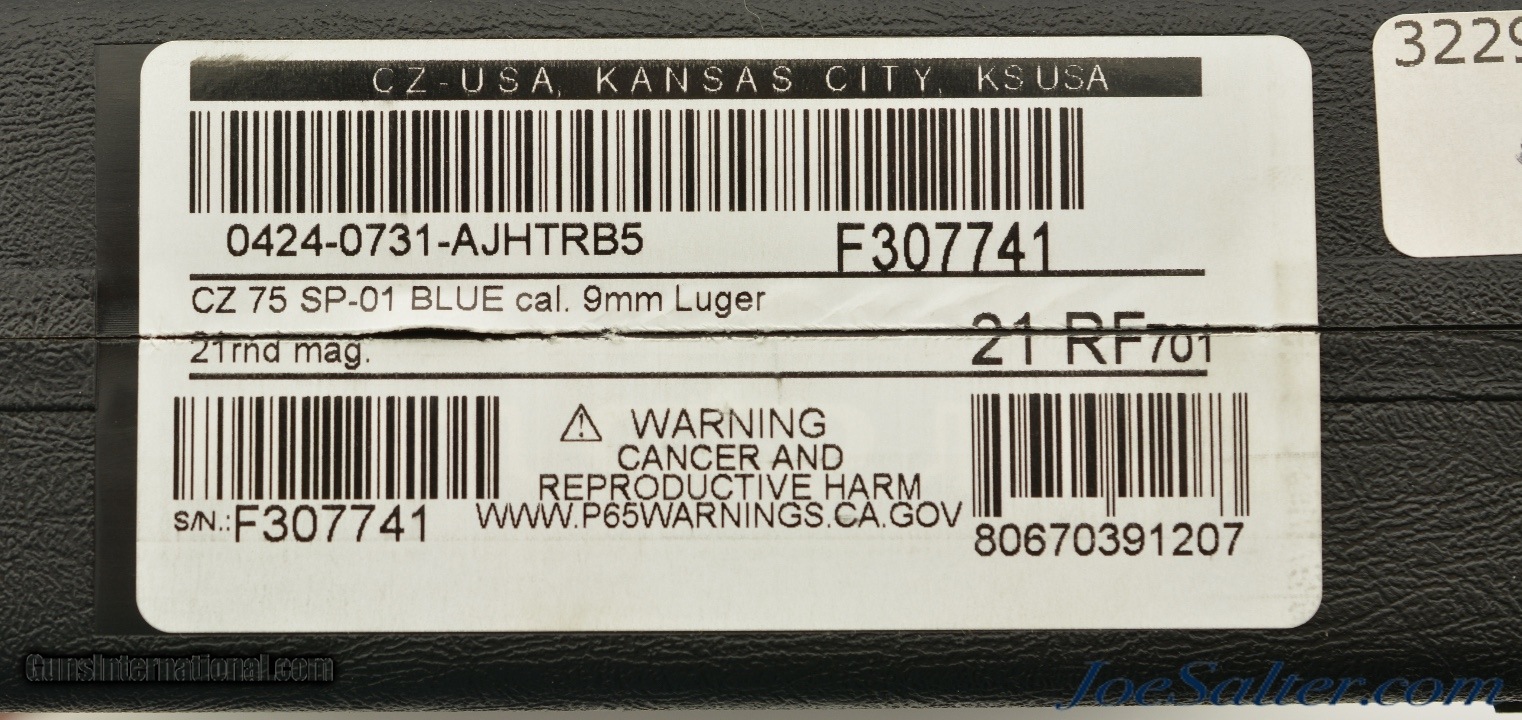 CZ-USA, KANSAS CITY, KS USA
3229
0424-0731-AJHTRB5 F307741
CZ 75 SP-01 BLUE cal. 9mm Luger
21rnd mag. 21 RF701
⚠ WARNING
CANCER AND
REPRODUCTIVE HARM
WWW.P65WARNINGS.CA.GOV
S/N.:F307741
80670391207
GunsInternational.com
JoeSalter.com